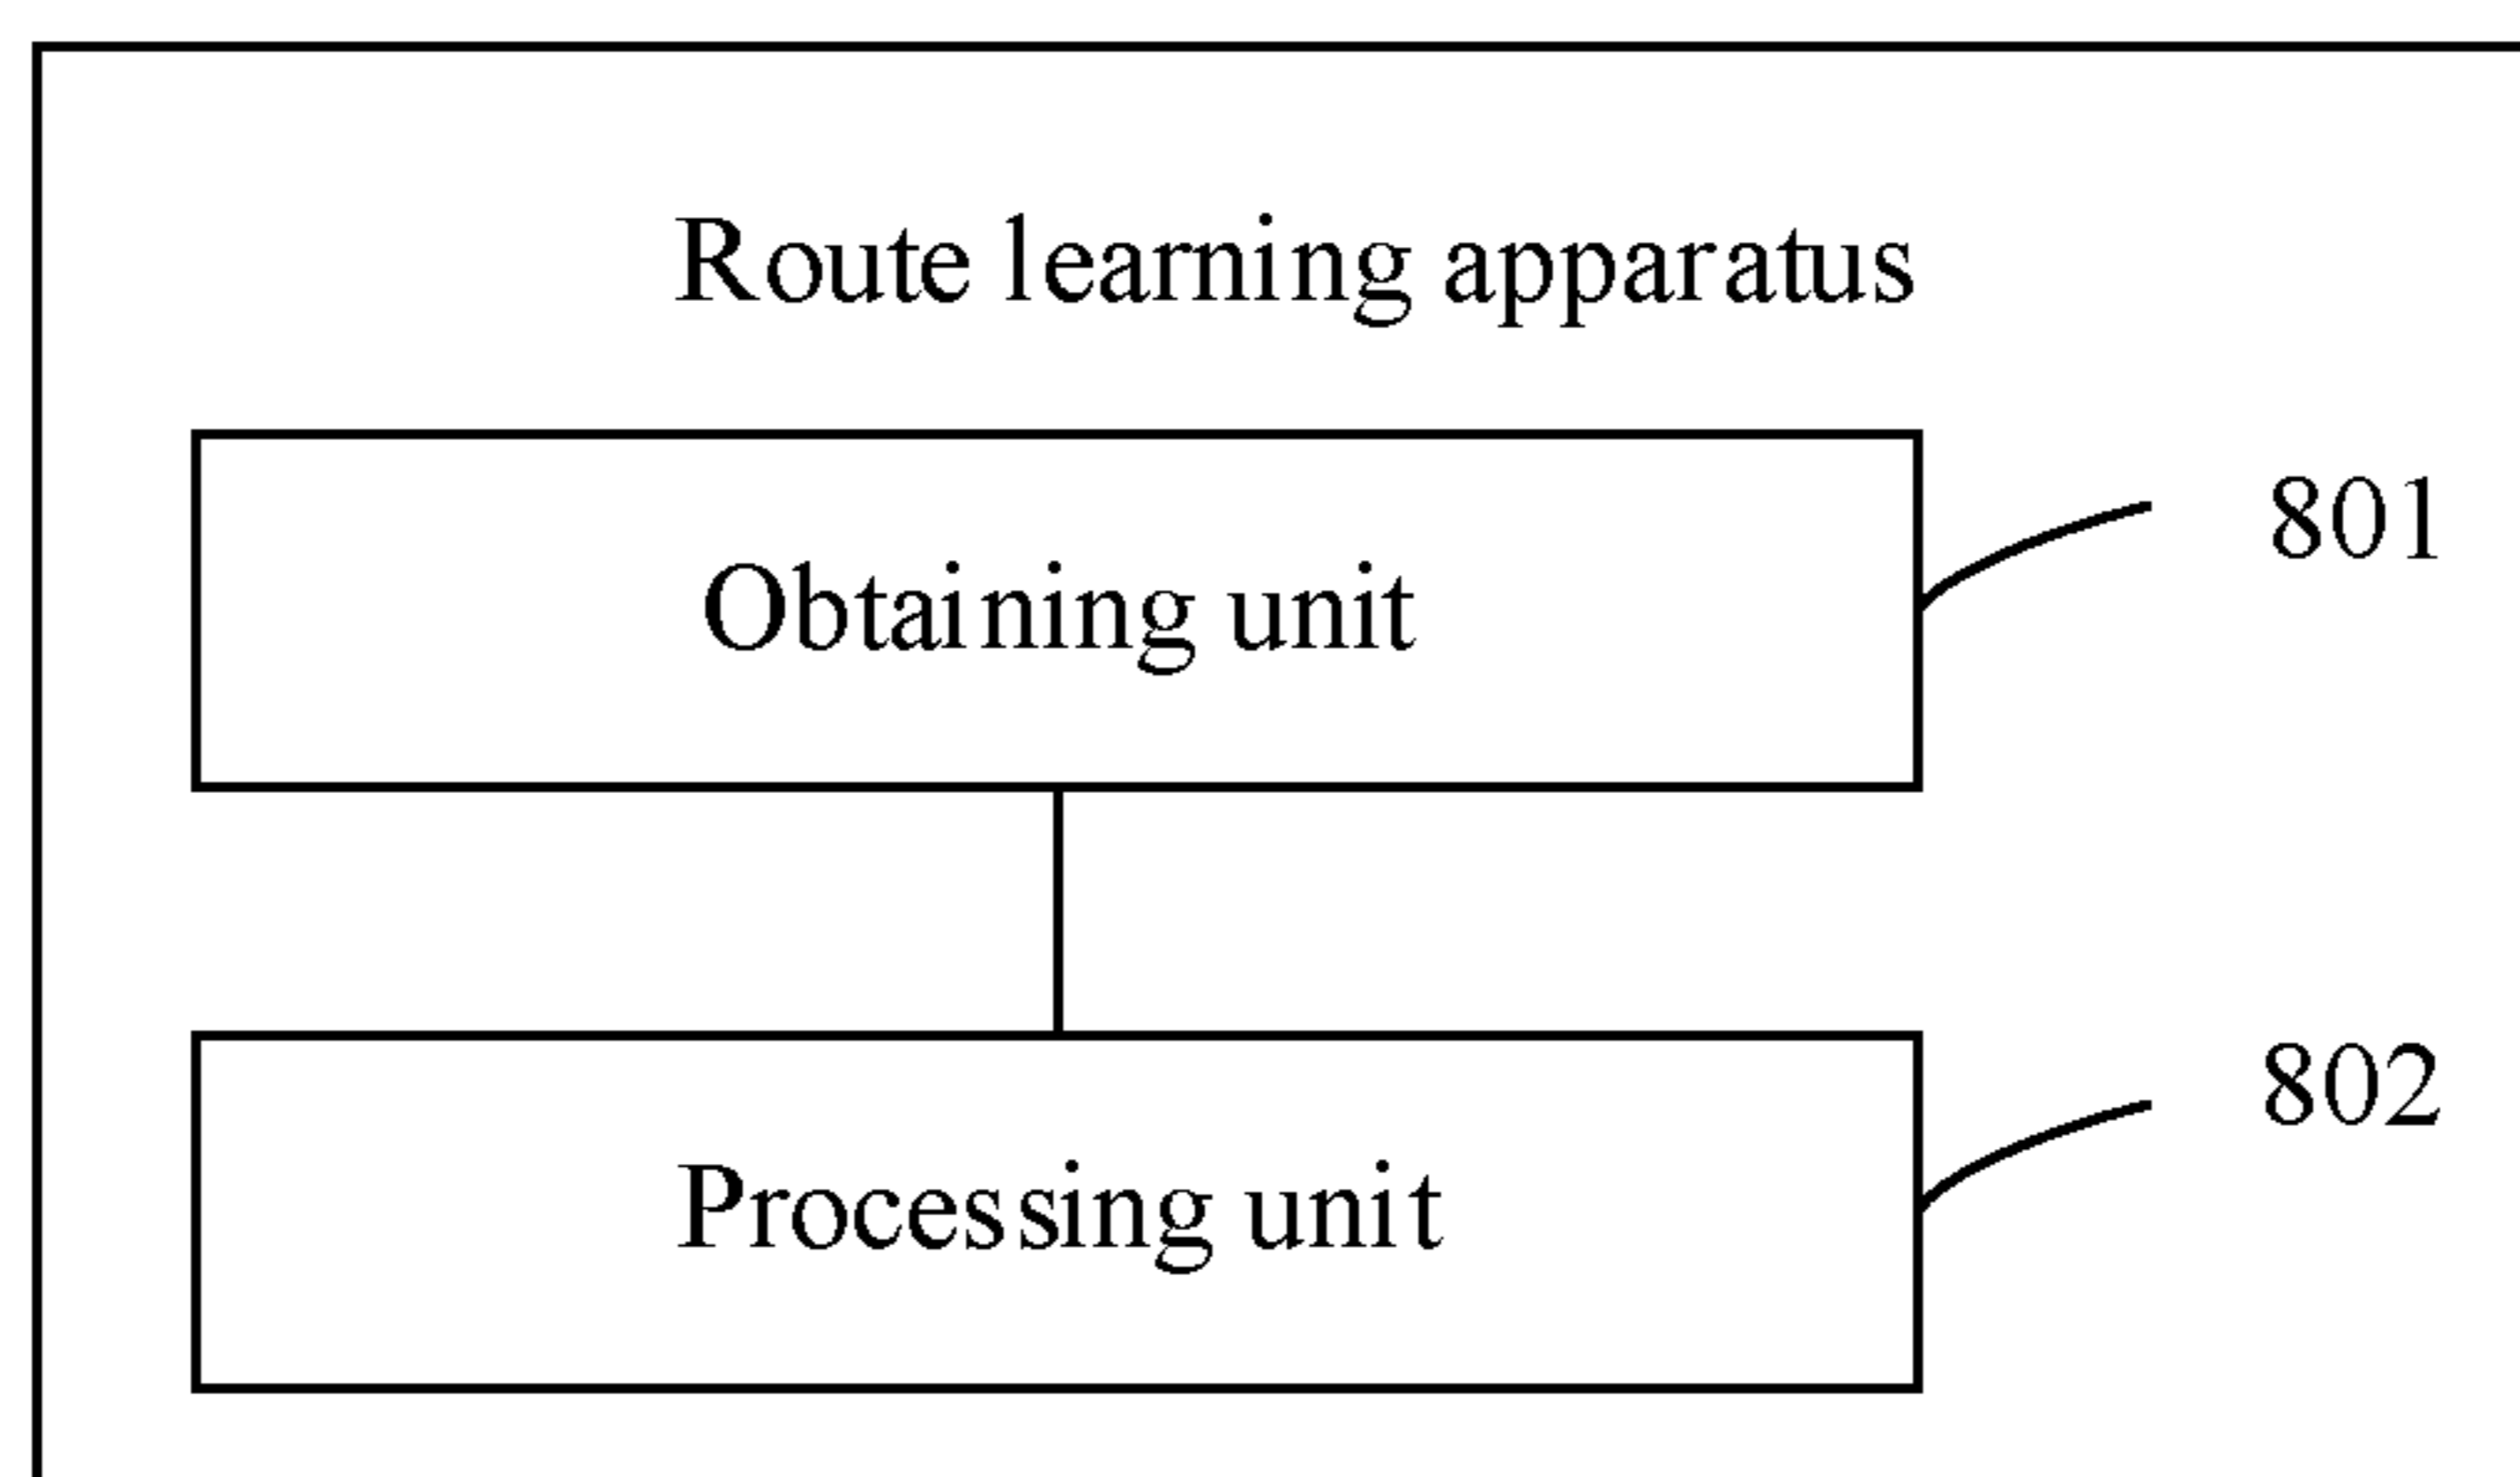 Route learning apparatus
801
Obtaining unit
802
Processing unit